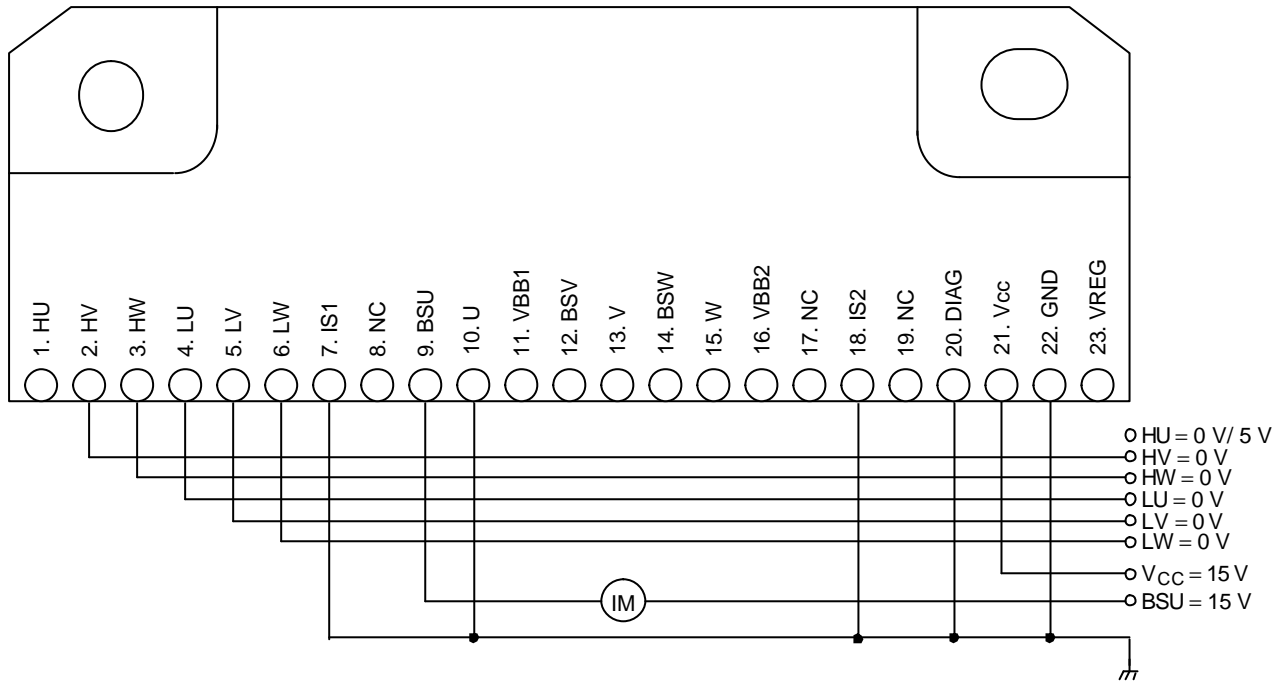 1. HU
2. HV
3. HW
4. LU
5. LV
6. LW
7. IS1
8. NC
9. BSU
10. U
11. VBB1
12. BSV
13. V
14. BSW
15. W
16. VBB2
17. NC
18. IS2
19. NC
20. DIAG
21. Vcc
22. GND
23. VREG
HU = 0 V/ 5 V
HV = 0 V
HW = 0 V
LU = 0 V
LV = 0 V
LW = 0 V
VCC = 15 V
IM
BSU = 15 V